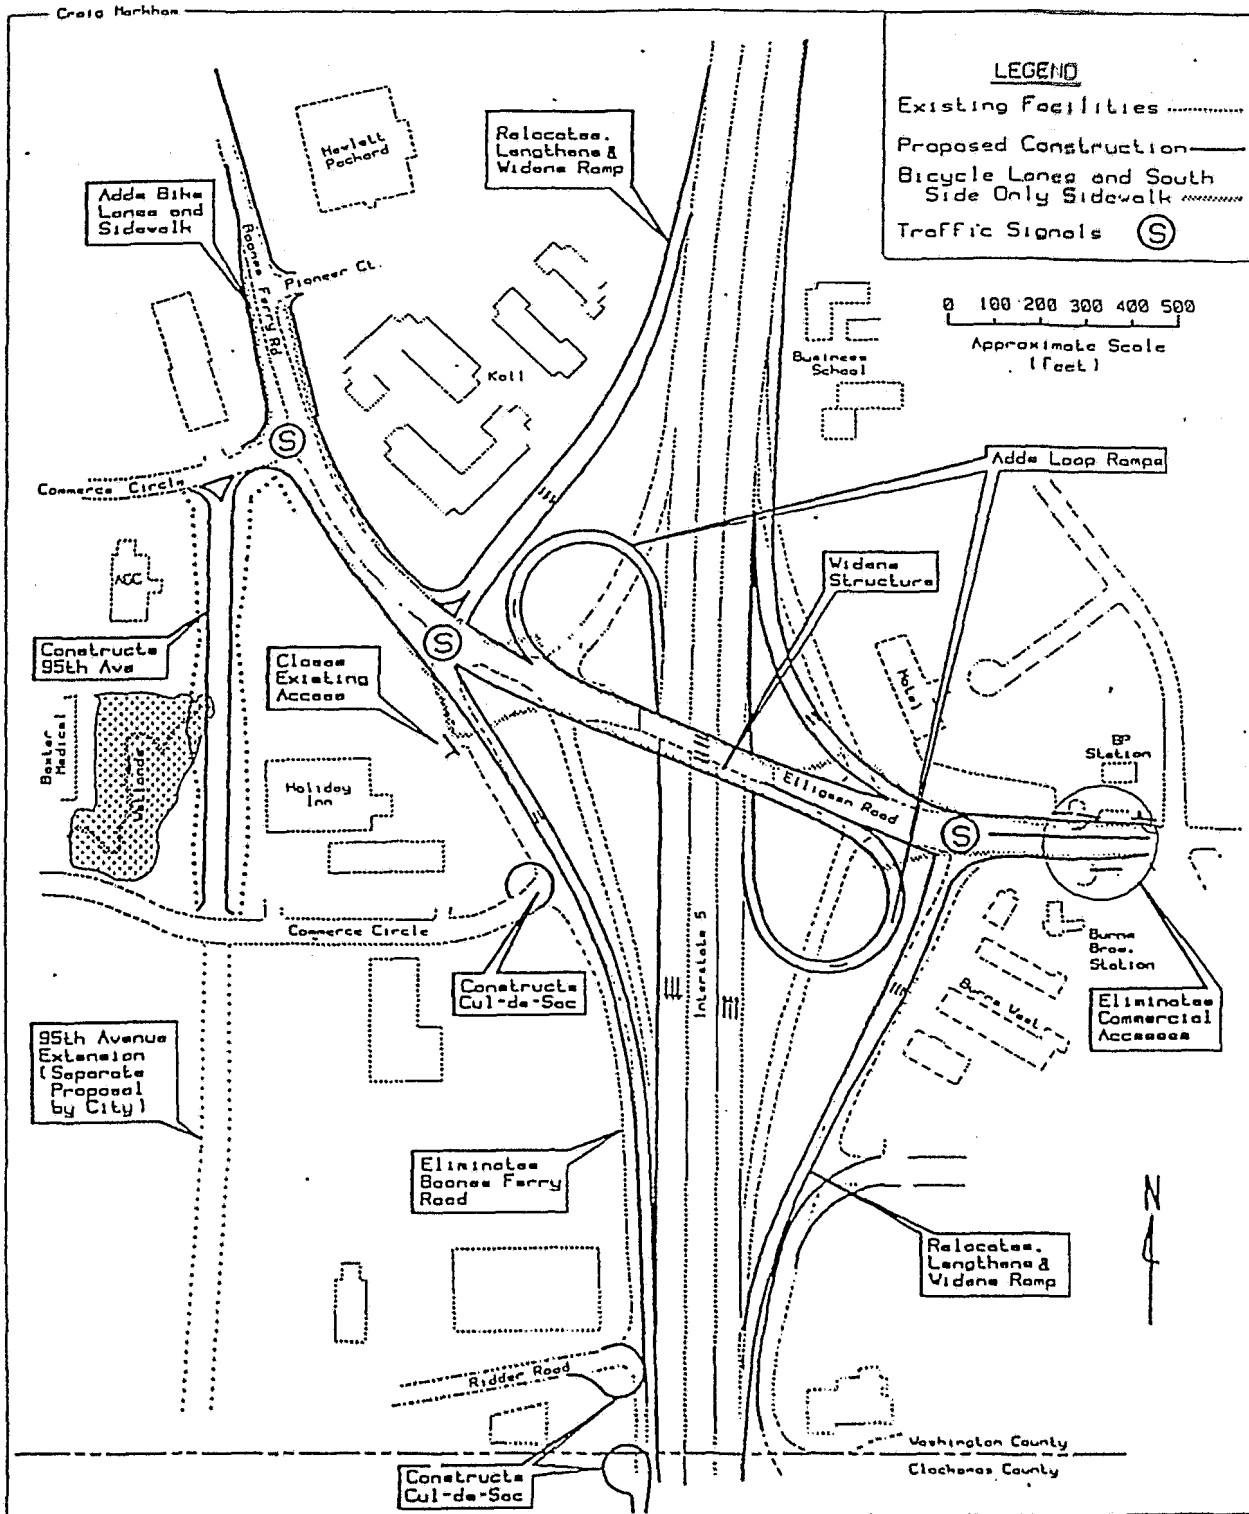 Craig Markham
LEGEND
Existing Facilities
Proposed Construction
Bicycle Lanes and South
Side Only Sidewalk
Traffic Signals S
0 100 200 300 400 500
Approximate Scale
(feet)
Hewlett
Packard
Relocates,
Lengthens &
Widens Ramp
Adds Bike
Lanes and
Sidewalk
Boones Ferry Rd
Pioneer Ct.
Koll
Business
School
S
Commerce Circle
Adds Loop Ramps
AGC
Widens
Structure
Constructs
95th Ave
S
Closes
Existing
Access
Motel
Baxter
Medical
Wetlands
Holiday
Inn
BP
Station
Elligsen Road
S
Commerce Circle
Interstate 5
Burns
Bros.
Station
Burns West
Constructs
Cul-de-Sac
Eliminates
Commercial
Accesses
95th Avenue
Extension
(Separate
Proposal
by City)
Eliminates
Boones Ferry
Road
N
Relocates,
Lengthens &
Widens Ramp
Ridder Road
Washington County
Clackamas County
Constructs
Cul-de-Sac